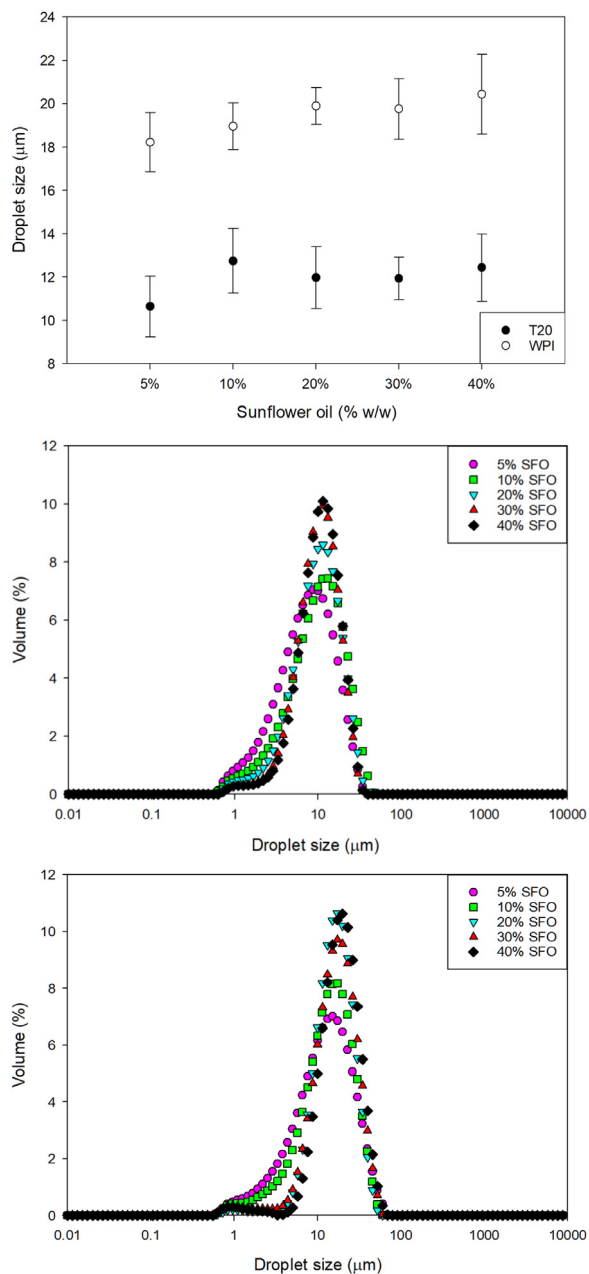 24
22
20
18
16
14
12
10
8
Droplet size (μm)
T20
WPI
5%
10%
20%
30%
40%
Sunflower oil (% w/w)
12
10
8
6
4
2
0
Volume (%)
5% SFO
10% SFO
20% SFO
30% SFO
40% SFO
0.01
0.1
1
10
100
1000
10000
Droplet size (μm)
12
10
8
6
4
2
0
Volume (%)
5% SFO
10% SFO
20% SFO
30% SFO
40% SFO
0.01
0.1
1
10
100
1000
10000
Droplet size (μm)